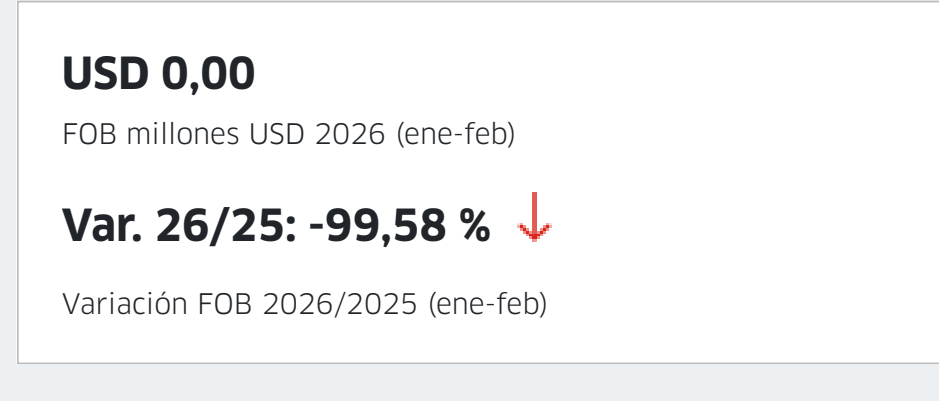 USD 0,00
FOB millones USD 2026 (ene-feb)
Var. 26/25: -99,58 %
Variación FOB 2026/2025 (ene-feb)